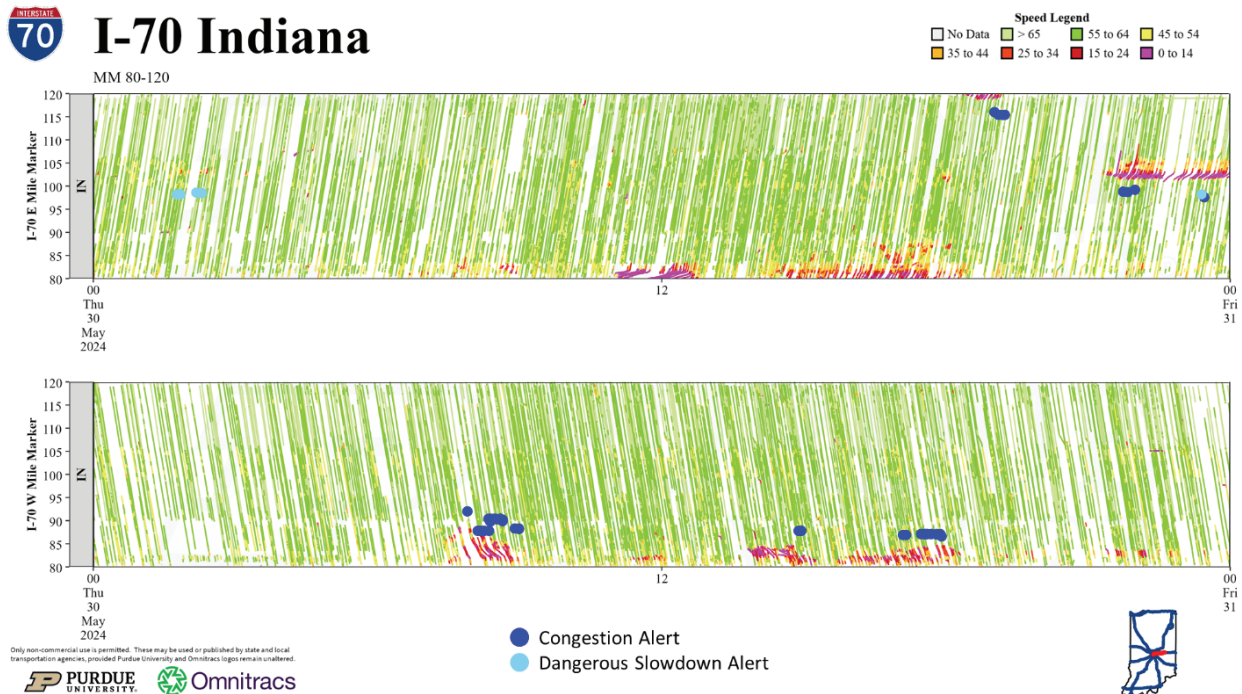 INTERSTATE
70
I-70 Indiana
MM 80-120
Speed Legend
No Data > 65 55 to 64 45 to 54
35 to 44 25 to 34 15 to 24 0 to 14
I-70 E Mile Marker
IN
120
115
110
105
100
95
90
85
80
00
Thu
30
May
2024
12
00
Fri
31
I-70 W Mile Marker
IN
120
115
110
105
100
95
90
85
80
00
Thu
30
May
2024
12
00
Fri
31
Congestion Alert
Dangerous Slowdown Alert
Only non-commercial use is permitted. These may be used or published by state and local
transportation agencies, provided Purdue University and Omnitracs logos remain unaltered.
P PURDUE
UNIVERSITY.
Omnitracs